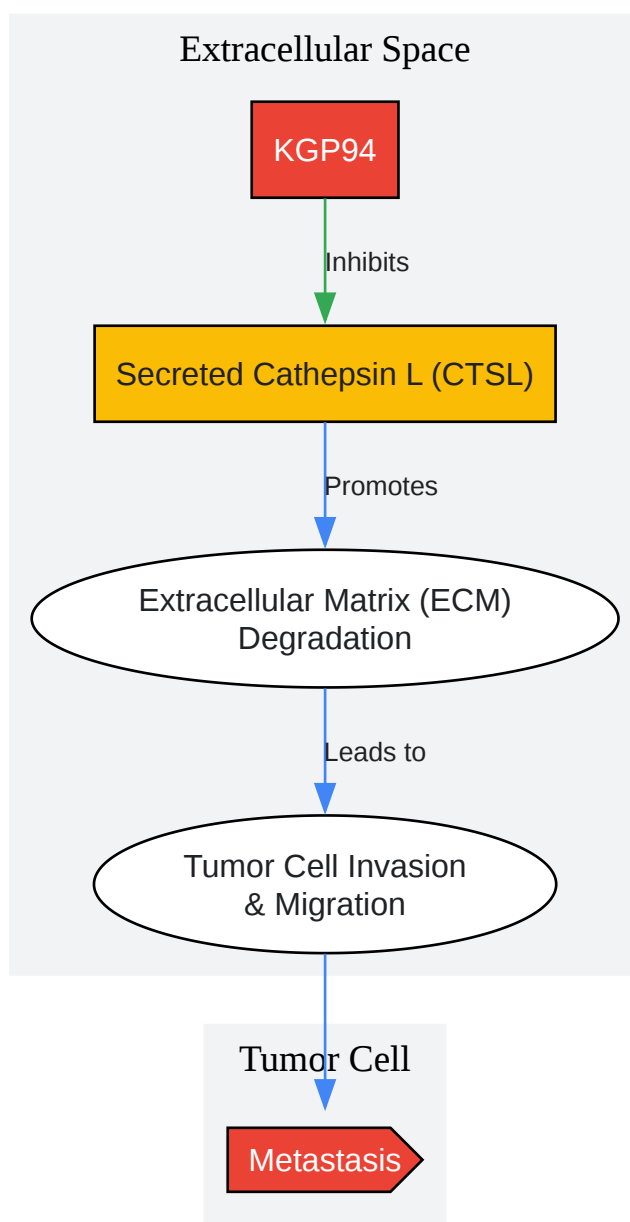 Extracellular Space
KGP94
Inhibits
Secreted Cathepsin L (CTSL)
Promotes
Extracellular Matrix (ECM)
Degradation
Leads to
Tumor Cell Invasion
& Migration
Tumor Cell
Metastasis